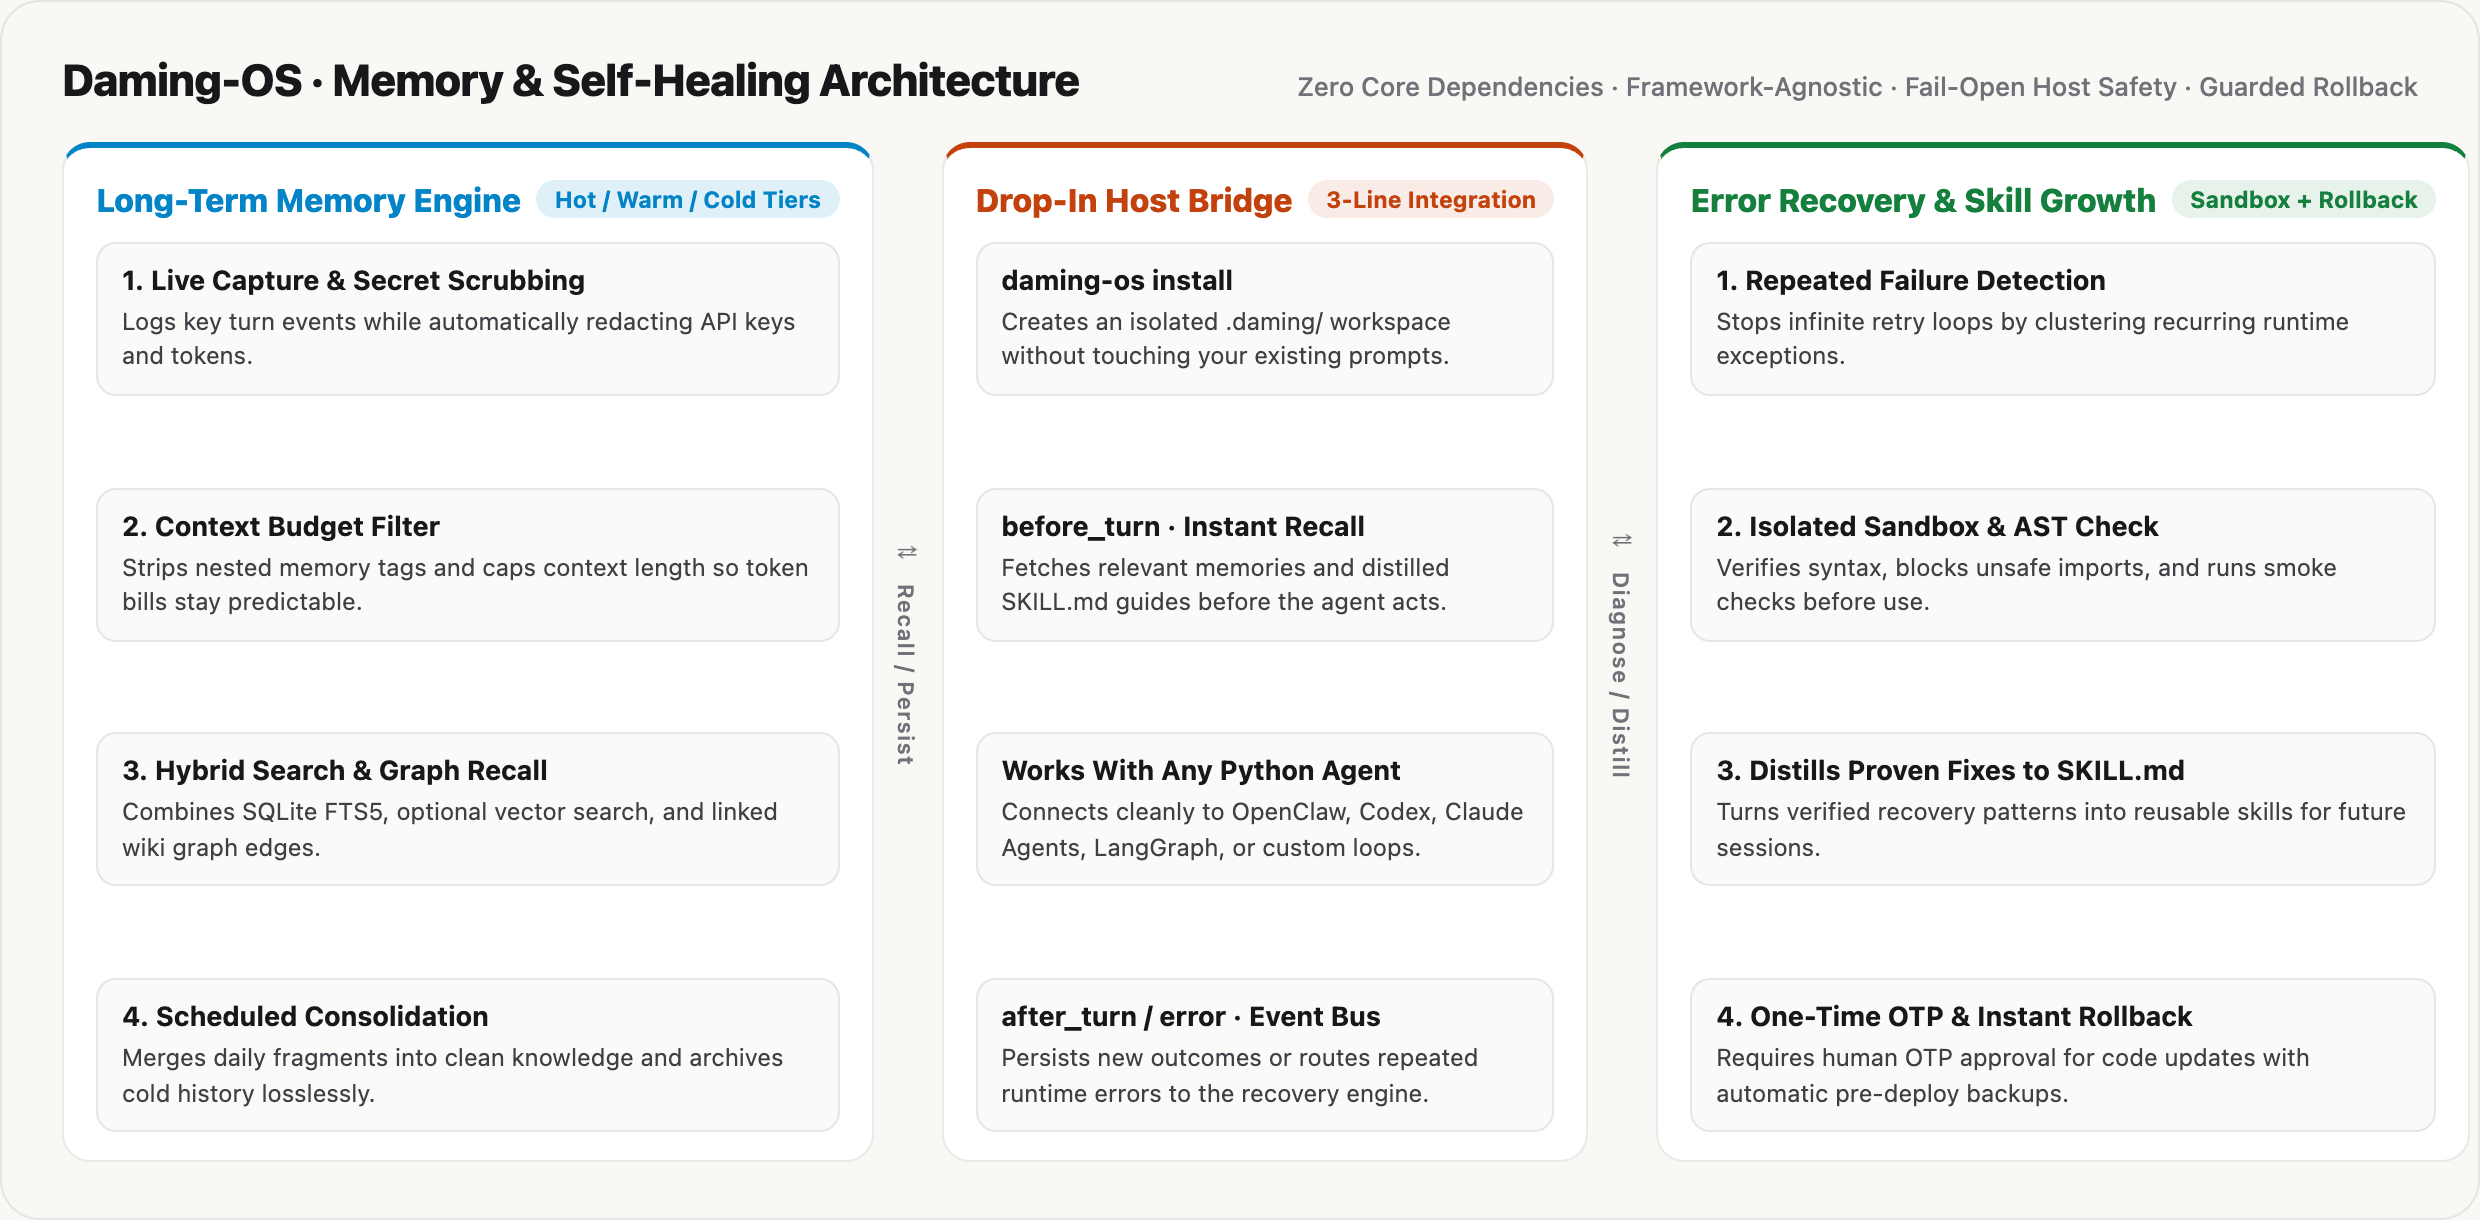 Daming-OS · Memory & Self-Healing Architecture
Zero Core Dependencies · Framework-Agnostic · Fail-Open Host Safety · Guarded Rollback
Long-Term Memory Engine
Hot / Warm / Cold Tiers
1. Live Capture & Secret Scrubbing
Logs key turn events while automatically redacting API keys
and tokens.
2. Context Budget Filter
Strips nested memory tags and caps context length so token
bills stay predictable.
3. Hybrid Search & Graph Recall
Combines SQLite FTS5, optional vector search, and linked
wiki graph edges.
4. Scheduled Consolidation
Merges daily fragments into clean knowledge and archives
cold history losslessly.
⇄ Recall / Persist
Drop-In Host Bridge
3-Line Integration
daming-os install
Creates an isolated .daming/ workspace
without touching your existing prompts.
before_turn · Instant Recall
Fetches relevant memories and distilled
SKILL.md guides before the agent acts.
Works With Any Python Agent
Connects cleanly to OpenClaw, Codex, Claude
Agents, LangGraph, or custom loops.
after_turn / error · Event Bus
Persists new outcomes or routes repeated
runtime errors to the recovery engine.
⇄ Diagnose / Distill
Error Recovery & Skill Growth
Sandbox + Rollback
1. Repeated Failure Detection
Stops infinite retry loops by clustering recurring runtime
exceptions.
2. Isolated Sandbox & AST Check
Verifies syntax, blocks unsafe imports, and runs smoke
checks before use.
3. Distills Proven Fixes to SKILL.md
Turns verified recovery patterns into reusable skills for future
sessions.
4. One-Time OTP & Instant Rollback
Requires human OTP approval for code updates with
automatic pre-deploy backups.